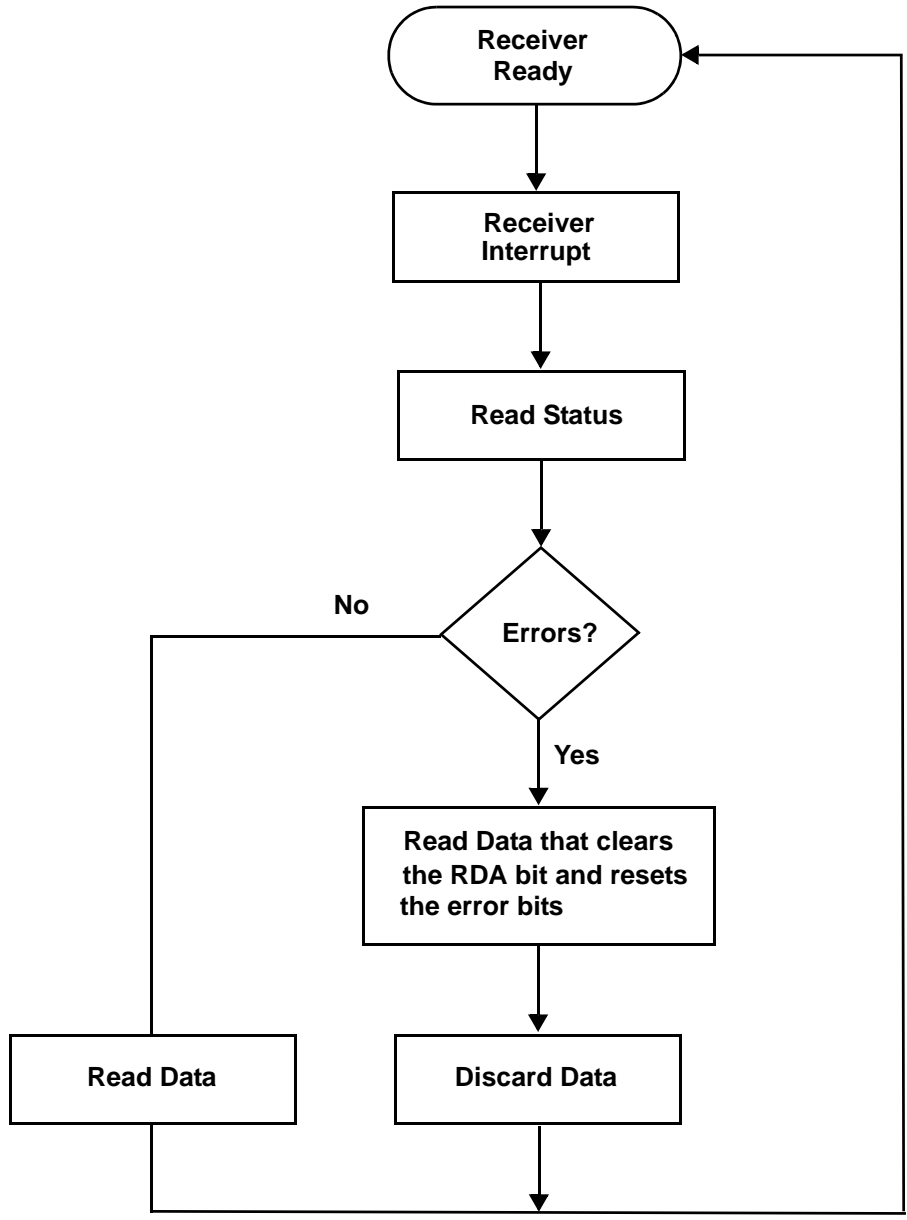 Receiver
Ready
Receiver
Interrupt
Read Status
No
Errors?
Yes
Read Data that clears
the RDA bit and resets
the error bits
Read Data
Discard Data